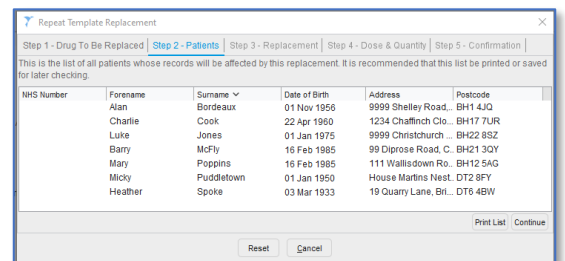 Repeat Template Replacement
Step 1 - Drug To Be Replaced Step 2 - Patients Step 3 - Replacement Step 4 - Dose & Quantity Step 5 - Confirmation
This is the list of all patients whose records will be affected by this replacement. It is recommended that this list be printed or saved
for later checking.
NHS Number Forename Surname Date of Birth Address Postcode
Alan Bordeaux 01 Nov 1956 9999 Shelley Road,.. BH1 4JQ
Charlie Cook 22 Apr 1960 1234 Chaffinch Clo... BH17 7UR
Luke Jones 01 Jan 1975 9999 Christchurch ... BH22 8SZ
Barry McFly 16 Feb 1985 99 Diprose Road, C.. BH21 3QY
Mary Poppins 16 Feb 1985 111 Wallisdown Ro.. BH12 5AG
Micky Puddletown 01 Jan 1950 House Martins Nest.. DT2 8FY
Heather Spoke 03 Mar 1933 19 Quarry Lane, Bri... DT6 4BW
Print List Continue
Reset Cancel